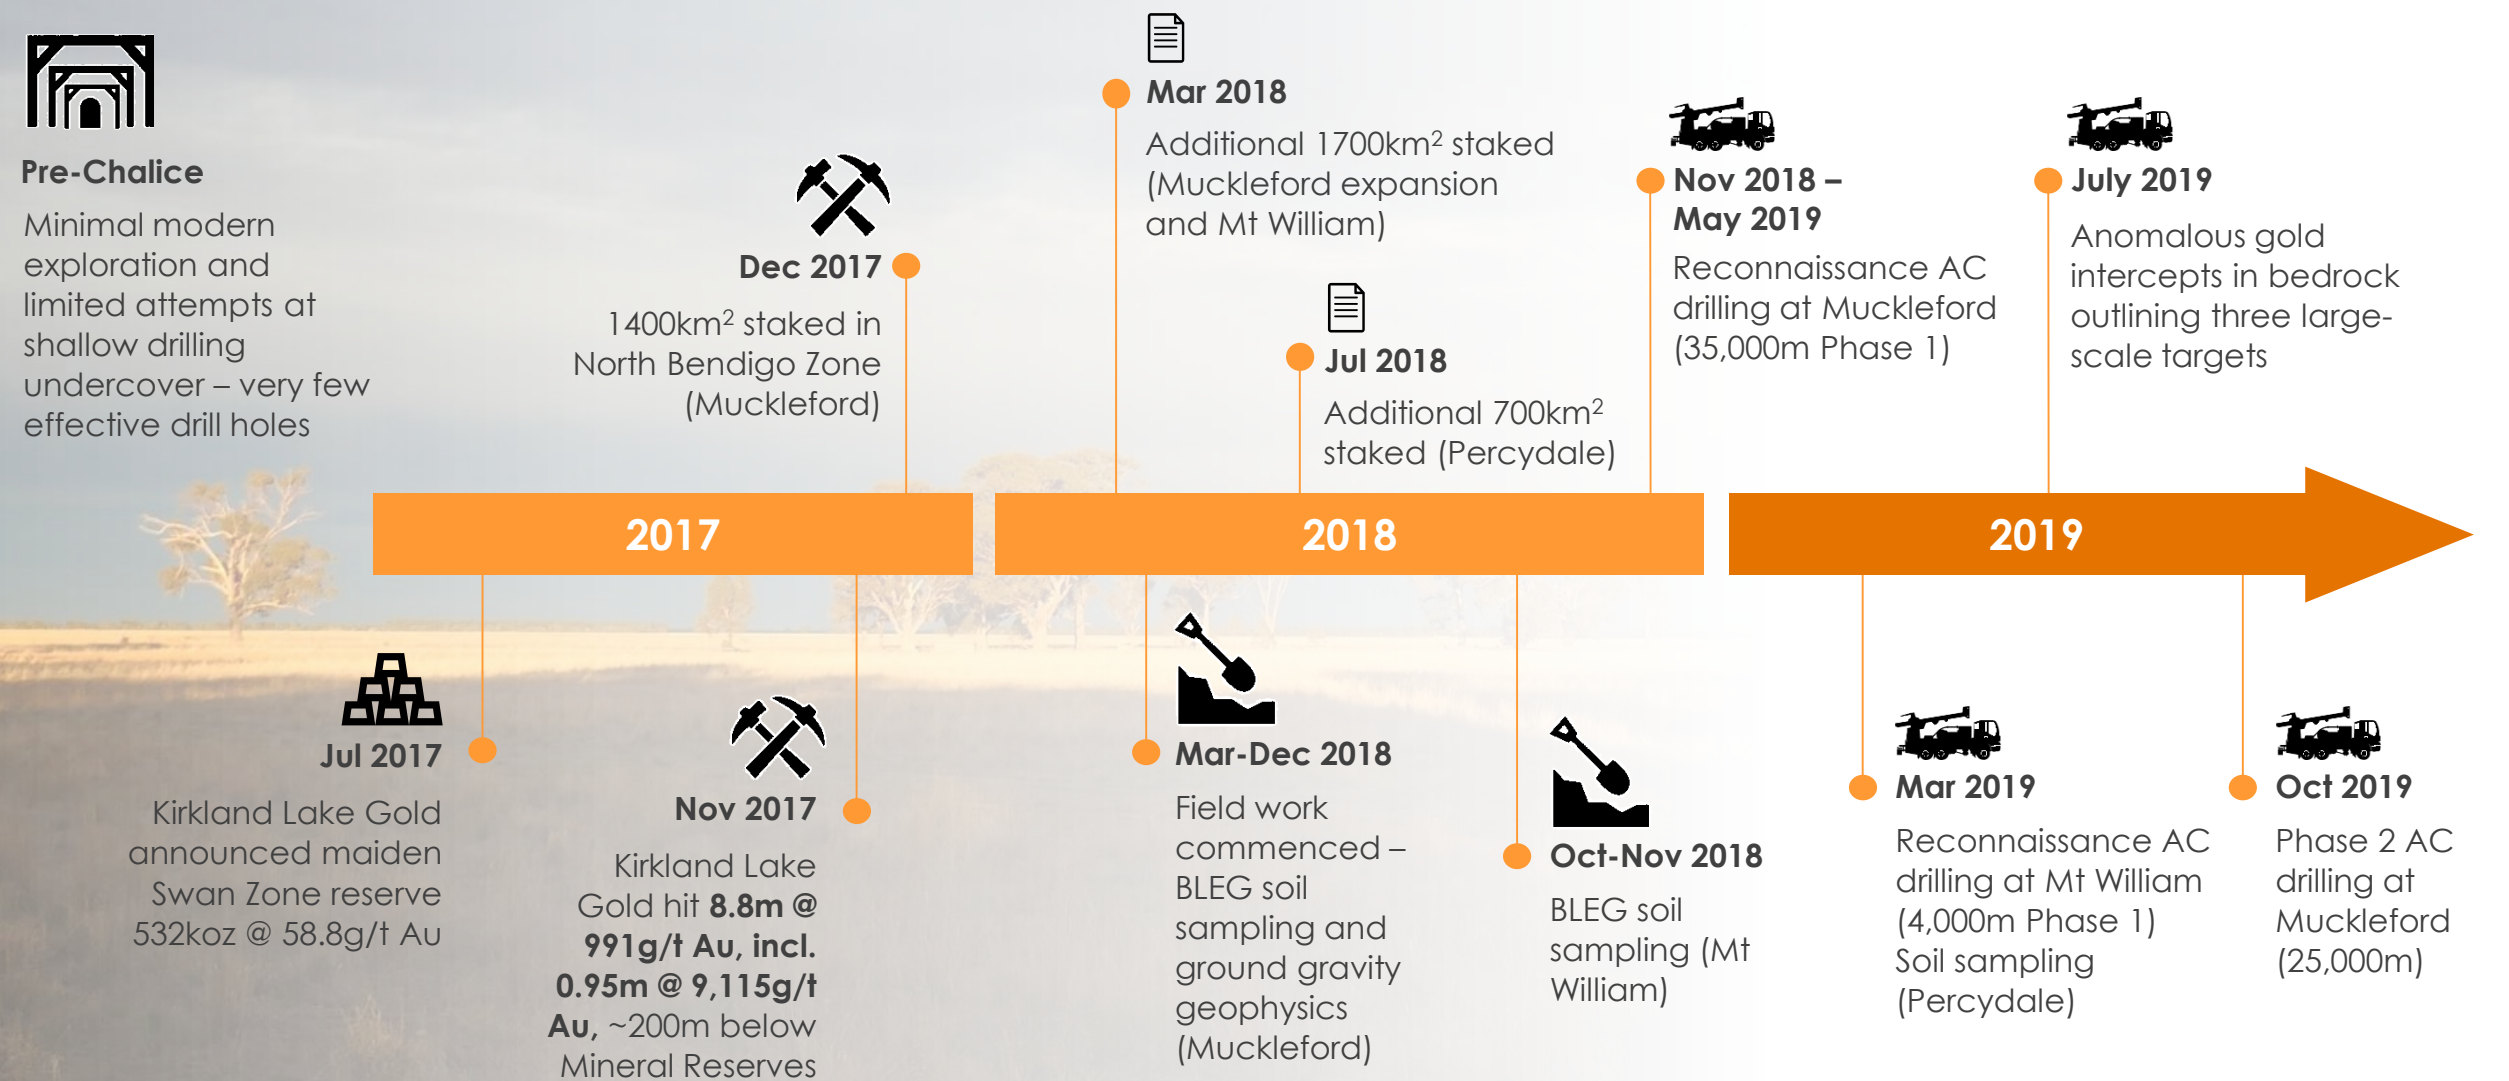 Pre-Chalice
Minimal modern
exploration and
limited attempts at
shallow drilling
undercover – very few
effective drill holes
Dec 2017
1400km² staked in
North Bendigo Zone
(Muckleford)
Mar 2018
Additional 1700km² staked
(Muckleford expansion
and Mt William)
Jul 2018
Additional 700km²
staked (Percydale)
Nov 2018 –
May 2019
Reconnaissance AC
drilling at Muckleford
(35,000m Phase 1)
July 2019
Anomalous gold
intercepts in bedrock
outlining three large-
scale targets
2017
2018
2019
Jul 2017
Kirkland Lake Gold
announced maiden
Swan Zone reserve
532koz @ 58.8g/t Au
Nov 2017
Kirkland Lake
Gold hit 8.8m @
991g/t Au, incl.
0.95m @ 9,115g/t
Au, ~200m below
Mineral Reserves
Mar-Dec 2018
Field work
commenced –
BLEG soil
sampling and
ground gravity
geophysics
(Muckleford)
Oct-Nov 2018
BLEG soil
sampling (Mt
William)
Mar 2019
Reconnaissance AC
drilling at Mt William
(4,000m Phase 1)
Soil sampling
(Percydale)
Oct 2019
Phase 2 AC
drilling at
Muckleford
(25,000m)